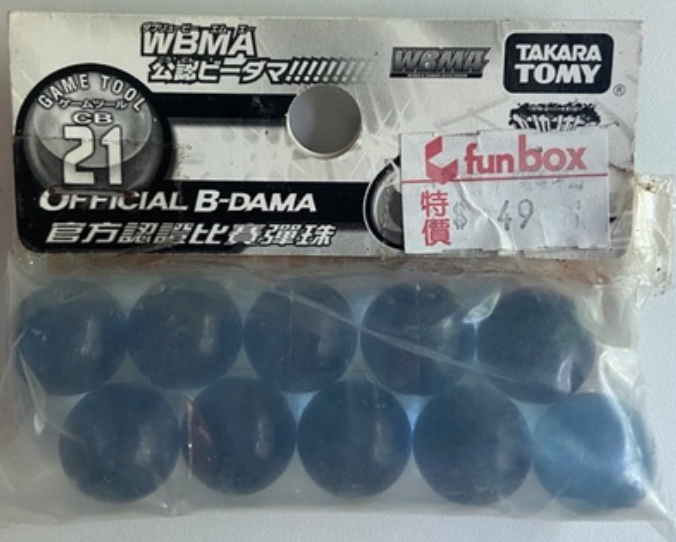 ダブリュービーエムエー
WBMA
公認ビーダマ!!!!!!!!!!
WBMA
TAKARA
TOMY
®
GAME TOOL
ゲームツール
CB
21
OFFICIAL B-DAMA
官方認證比賽彈珠
funbox
特價
$ 49